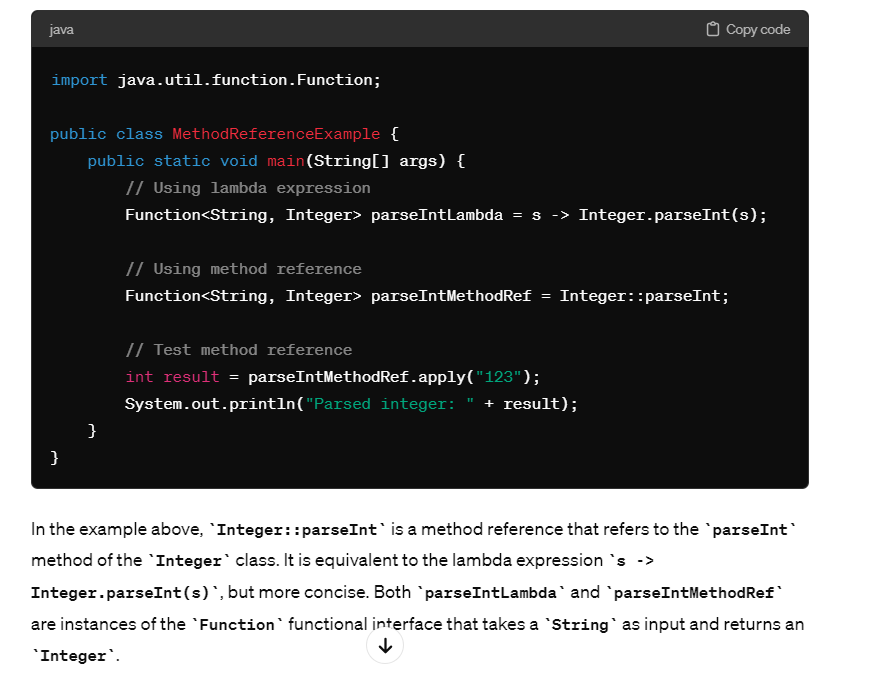 java
Copy code
import java.util.function.Function;
public class MethodReferenceExample {
public static void main(String[] args) {
// Using lambda expression
Function<String, Integer> parseIntLambda = s -> Integer.parseInt(s);
// Using method reference
Function<String, Integer> parseIntMethodRef = Integer::parseInt;
// Test method reference
int result = parseIntMethodRef.apply("123");
System.out.println("Parsed integer: " + result);
}
}
In the example above, `Integer::parseInt` is a method reference that refers to the `parseInt`
method of the `Integer` class. It is equivalent to the lambda expression `s ->
Integer.parseInt(s)`, but more concise. Both `parseIntLambda` and `parseIntMethodRef`
are instances of the `Function` functional interface that takes a `String` as input and returns an
`Integer`.